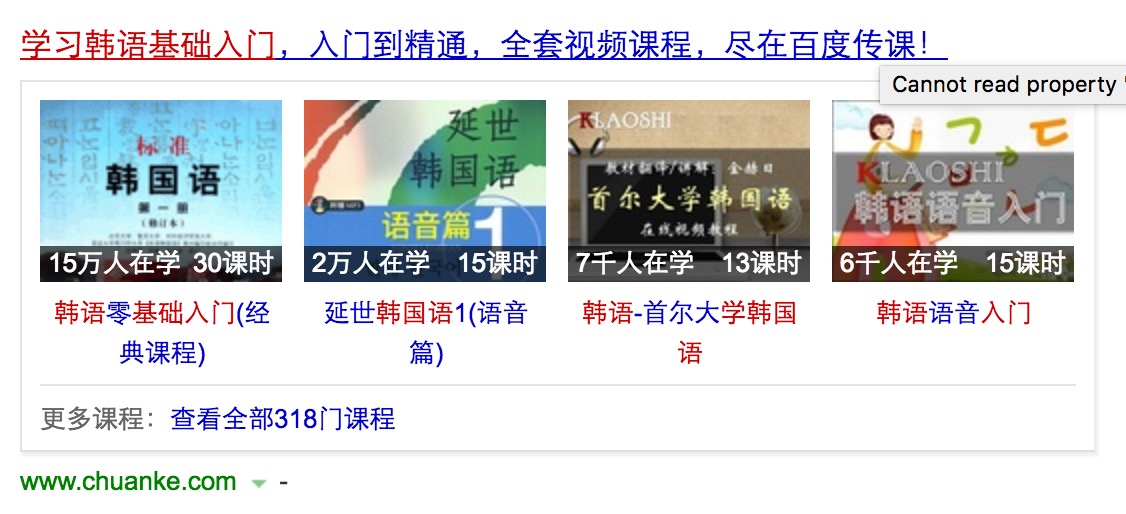 学习韩语基础入门，入门到精通，全套视频课程，尽在百度传课！
Cannot read property '
标准
韩国语
第一册
(修订本)
15万人在学 30课时
延世
韩国语
语音篇 1
2万人在学 15课时
KLAOSHI
教材翻译/讲解：金赫日
首尔大学韩国语
在线视频教程
7千人在学 13课时
KLAOSHI
韩语语音入门
6千人在学 15课时
韩语零基础入门(经
典课程)
延世韩国语1(语音
篇)
韩语-首尔大学韩国
语
韩语语音入门
更多课程：查看全部318门课程
www.chuanke.com -